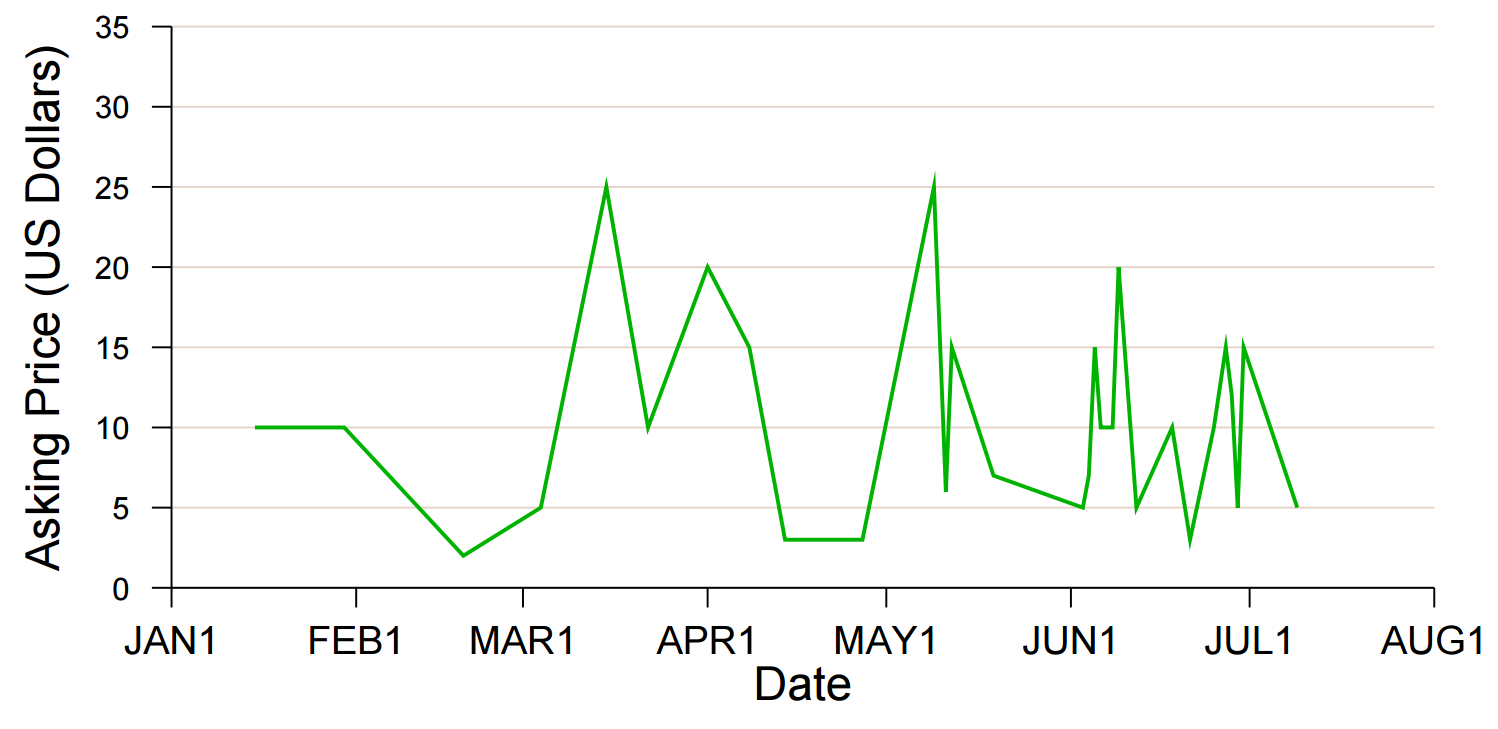 Asking Price (US Dollars)
35
30
25
20
15
10
5
0
JAN1 FEB1 MAR1 APR1 MAY1 JUN1 JUL1 AUG1
Date